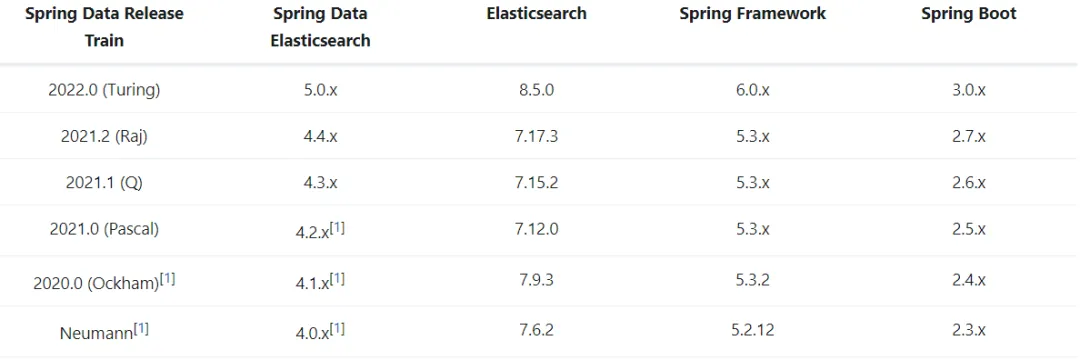 Spring Data Release Train Spring Data Elasticsearch Elasticsearch Spring Framework Spring Boot
2022.0 (Turing) 5.0.x 8.5.0 6.0.x 3.0.x
2021.2 (Raj) 4.4.x 7.17.3 5.3.x 2.7.x
2021.1 (Q) 4.3.x 7.15.2 5.3.x 2.6.x
2021.0 (Pascal) 4.2.x[1] 7.12.0 5.3.x 2.5.x
2020.0 (Ockham)[1] 4.1.x[1] 7.9.3 5.3.2 2.4.x
Neumann[1] 4.0.x[1] 7.6.2 5.2.12 2.3.x